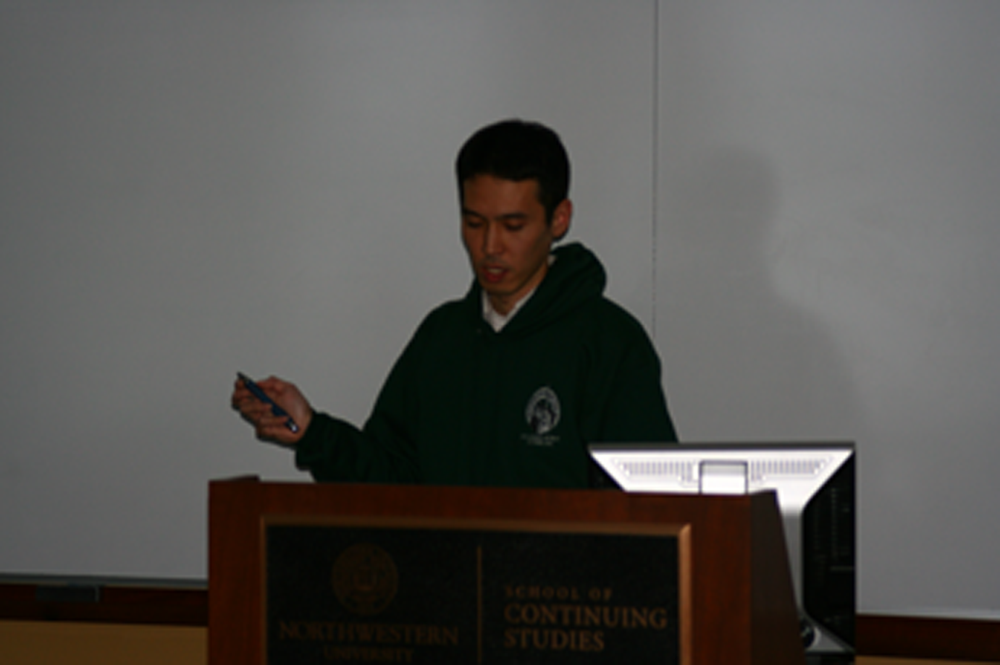 NORTHWESTERN
UNIVERSITY
SCHOOL OF
CONTINUING
STUDIES